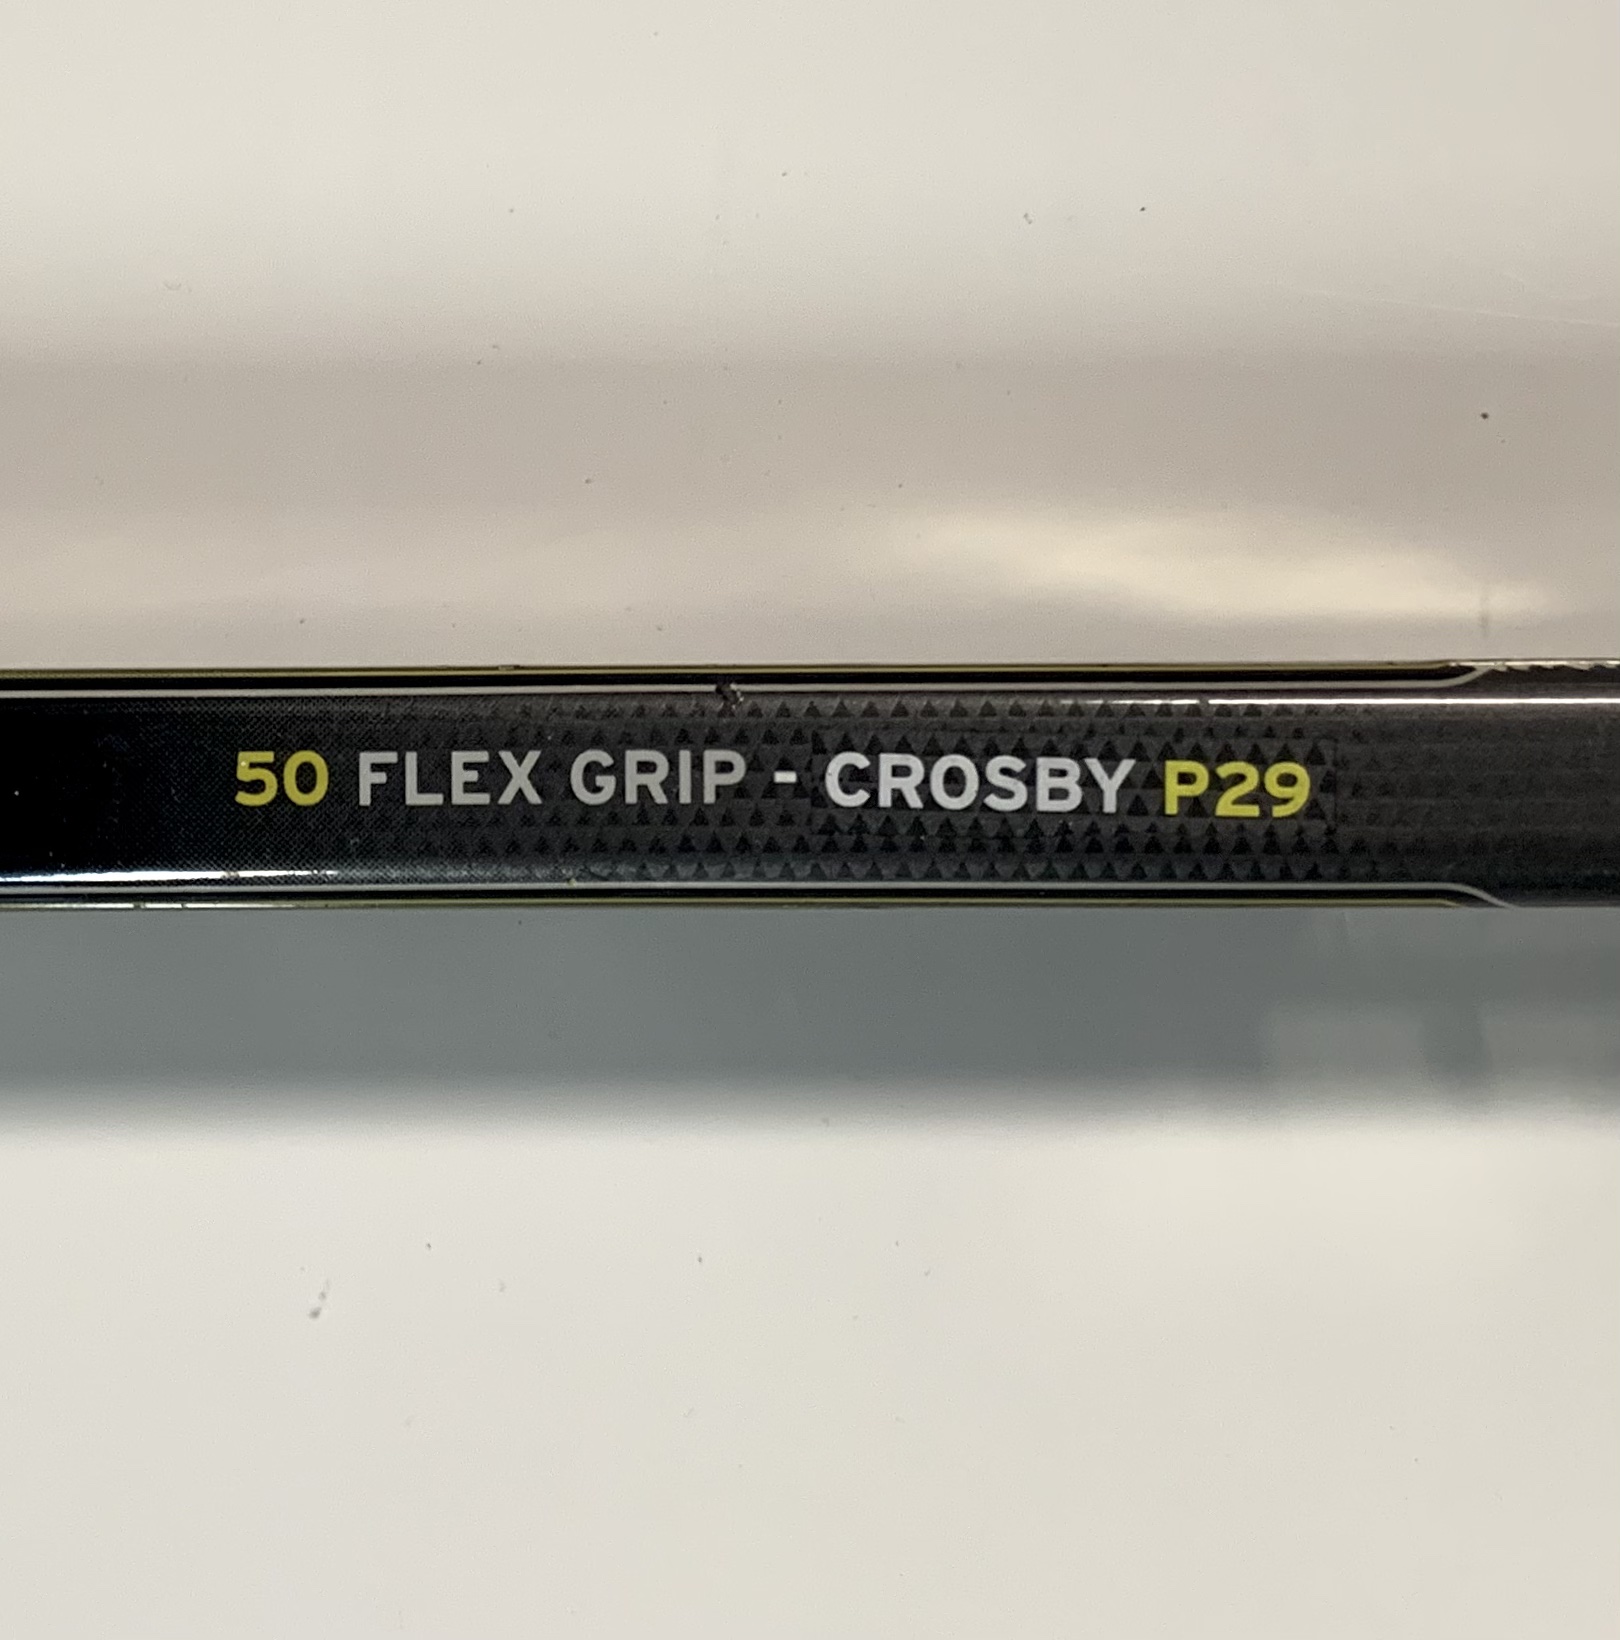 50 FLEX GRIP - CROSBY P29